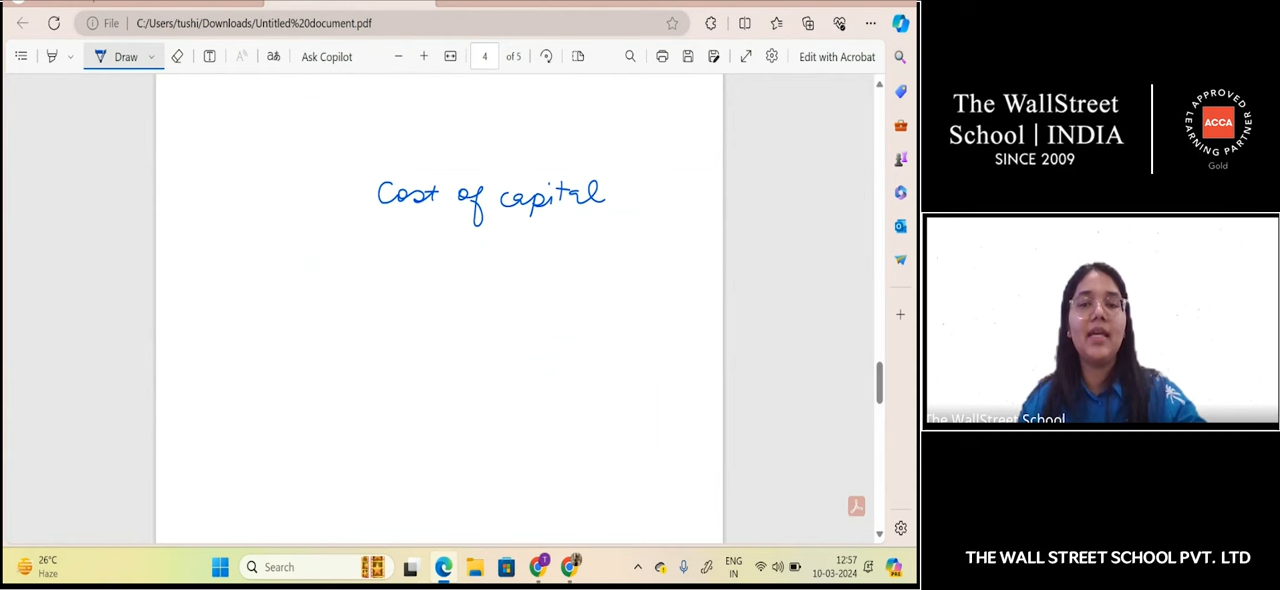 File C:/Users/tushi/Downloads/Untitled%20document.pdf
Draw Ask Copilot 4 of 5 Edit with Acrobat
Cost of capital
The WallStreet
School | INDIA
SINCE 2009
APPROVED
ACCA
LEARNING PARTNER
Gold
The WallStreet School
26°C
Haze
Search
ENG
IN
12:57
10-03-2024
THE WALL STREET SCHOOL PVT. LTD